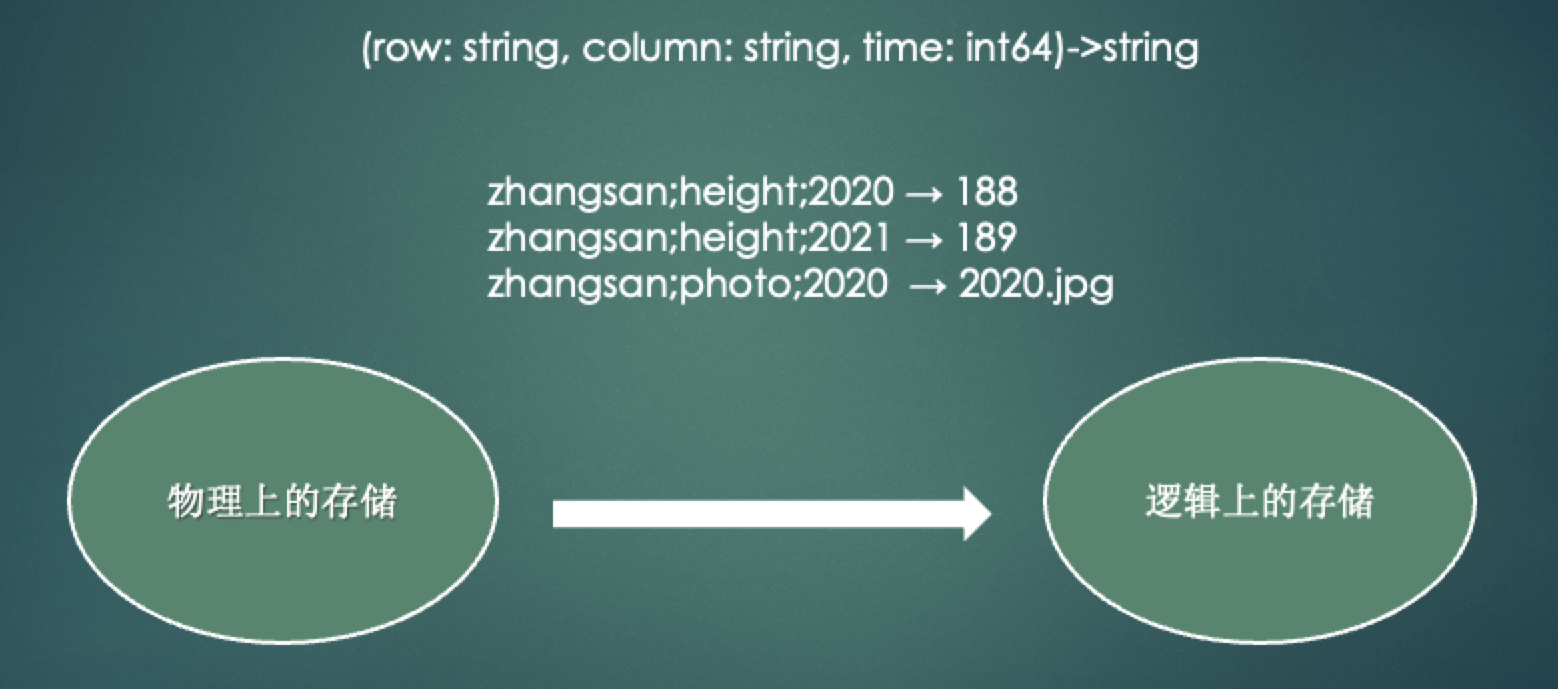 (row: string, column: string, time: int64)->string
zhangsan;height;2020 → 188
zhangsan;height;2021 → 189
zhangsan;photo;2020 → 2020.jpg
物理上的存储
逻辑上的存储